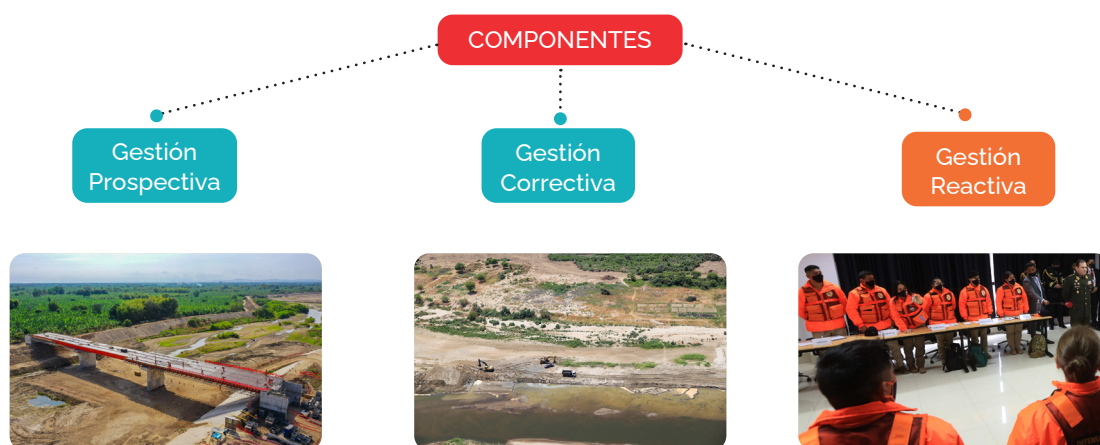 COMPONENTES
Gestión
Prospectiva
Gestión
Correctiva
Gestión
Reactiva